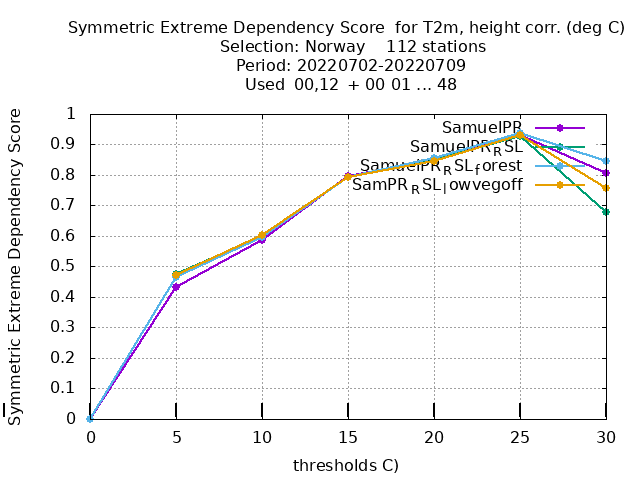 Symmetric Extreme Dependency Score for T2m, height corr. (deg C)
Selection: Norway 112 stations
Period: 20220702-20220709
Used 00,12 + 00 01 ... 48
Symmetric Extreme Dependency Score
1
0.9
0.8
0.7
0.6
0.5
0.4
0.3
0.2
0.1
0
SamuelPR
SamuelPR_RSL
SamuelPR_RSL_forest
SamPR_RSL_lowvegoff
0 5 10 15 20 25 30
thresholds C)